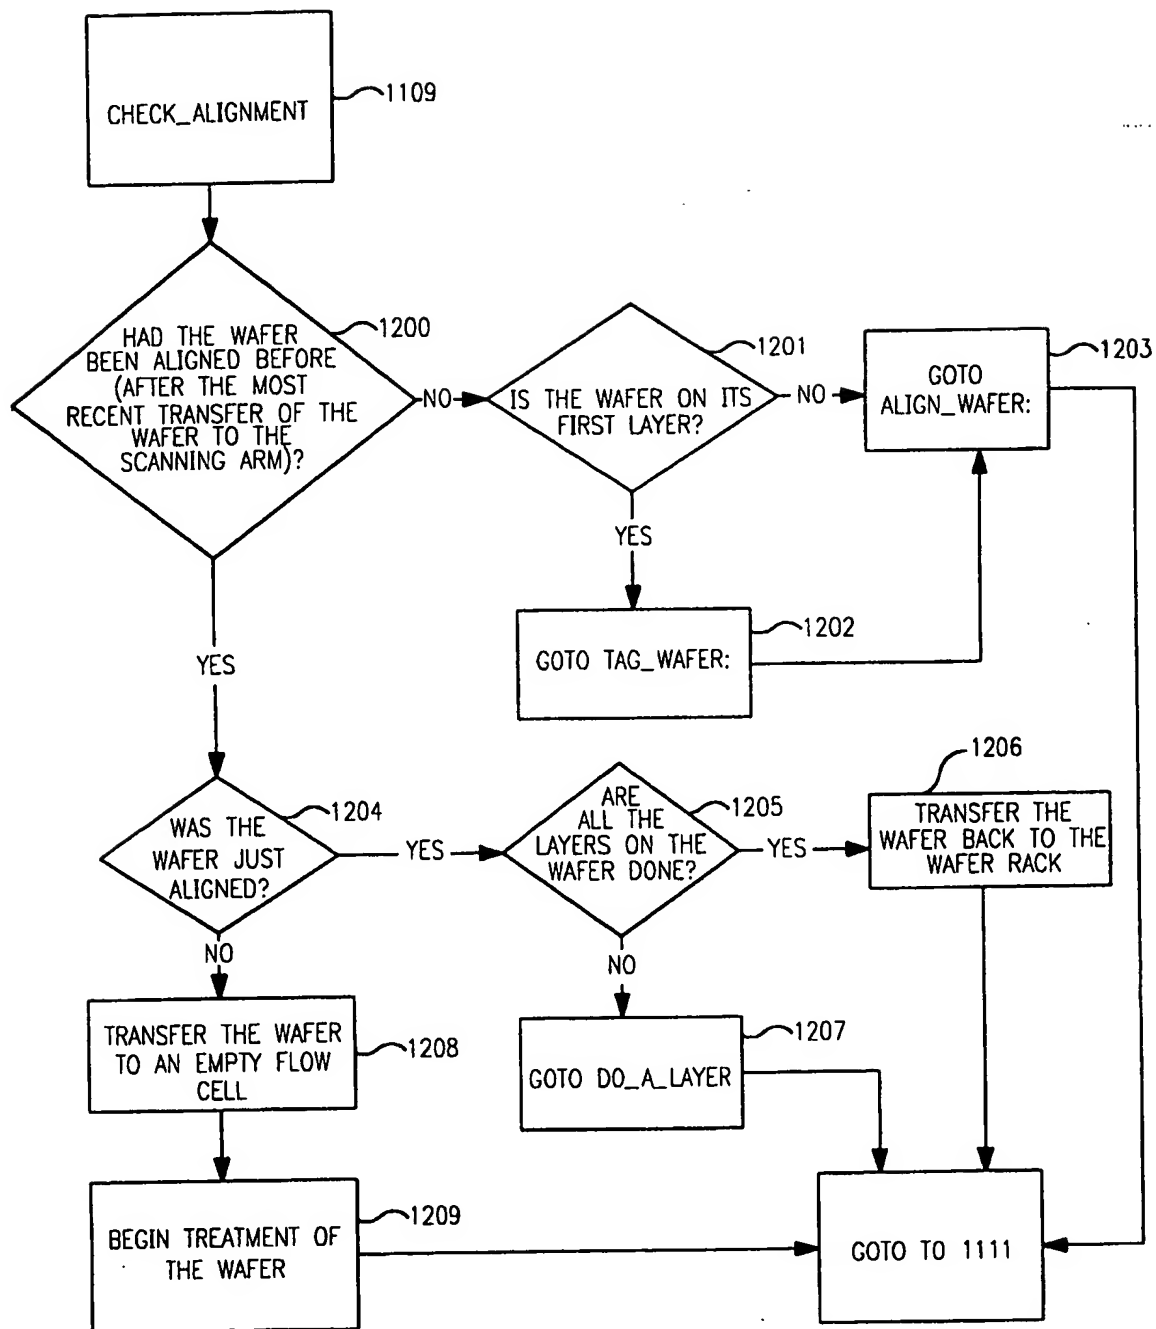 CHECK_ALIGNMENT
1109
HAD THE WAFER
BEEN ALIGNED BEFORE
(AFTER THE MOST
RECENT TRANSFER OF THE
WAFER TO THE
SCANNING ARM)?
1200
NO
IS THE WAFER ON ITS
FIRST LAYER?
1201
NO
GOTO
ALIGN_WAFER:
1203
YES
GOTO TAG_WAFER:
1202
YES
WAS THE
WAFER JUST
ALIGNED?
1204
YES
ARE
ALL THE
LAYERS ON THE
WAFER DONE?
1205
YES
TRANSFER THE
WAFER BACK TO THE
WAFER RACK
1206
NO
NO
TRANSFER THE WAFER
TO AN EMPTY FLOW
CELL
1208
GOTO DO_A_LAYER
1207
BEGIN TREATMENT OF
THE WAFER
1209
GOTO TO 1111